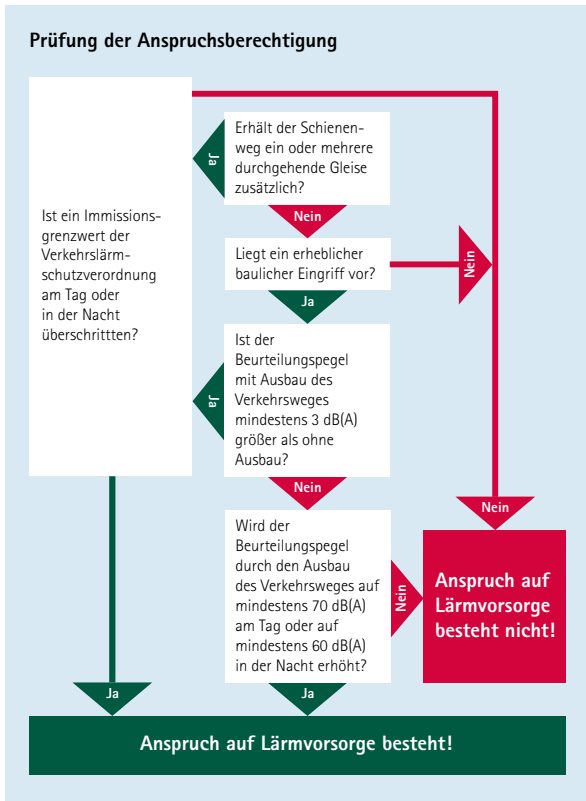 Prüfung der Anspruchsberechtigung
Erhält der Schienen-
weg ein oder mehrere
durchgehende Gleise
zusätzlich?
Ja
Nein
Ist ein Immissions-
grenzwert der
Verkehrslärm-
schutzverordnung
am Tag oder
in der Nacht
überschrittten?
Liegt ein erheblicher
baulicher Eingriff vor?
Nein
Ja
Ist der
Beurteilungspegel
mit Ausbau des
Verkehrsweges
mindestens 3 dB(A)
größer als ohne
Ausbau?
Ja
Nein
Wird der
Beurteilungspegel
durch den Ausbau
des Verkehrsweges auf
mindestens 70 dB(A)
am Tag oder auf
mindestens 60 dB(A)
in der Nacht erhöht?
Nein
Nein
Anspruch auf
Lärmvorsorge
besteht nicht!
Ja
Ja
Anspruch auf Lärmvorsorge besteht!